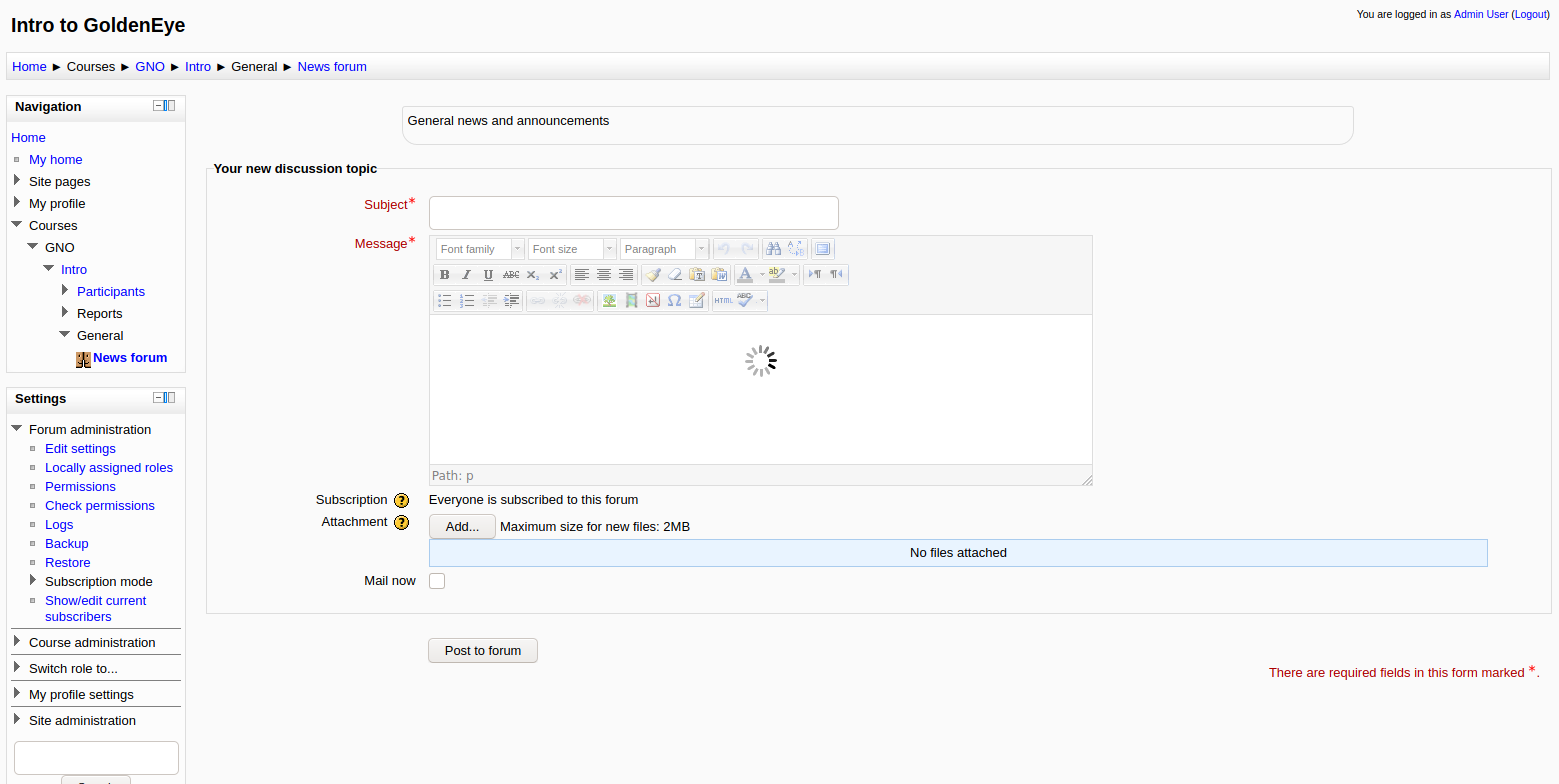 Intro to GoldenEye
You are logged in as Admin User (Logout)
Home ► Courses ► GNO ► Intro ► General ► News forum
Navigation
Home
My home
Site pages
My profile
Courses
GNO
Intro
Participants
Reports
General
News forum
Settings
Forum administration
Edit settings
Locally assigned roles
Permissions
Check permissions
Logs
Backup
Restore
Subscription mode
Show/edit current
subscribers
Course administration
Switch role to...
My profile settings
Site administration
General news and announcements
Your new discussion topic
Subject*
Message*
Font family Font size Paragraph
B I U ABC X₂ X²
HTML ABC
Path: p
Subscription ? Everyone is subscribed to this forum
Attachment ? Add... Maximum size for new files: 2MB
No files attached
Mail now
Post to forum
There are required fields in this form marked *.